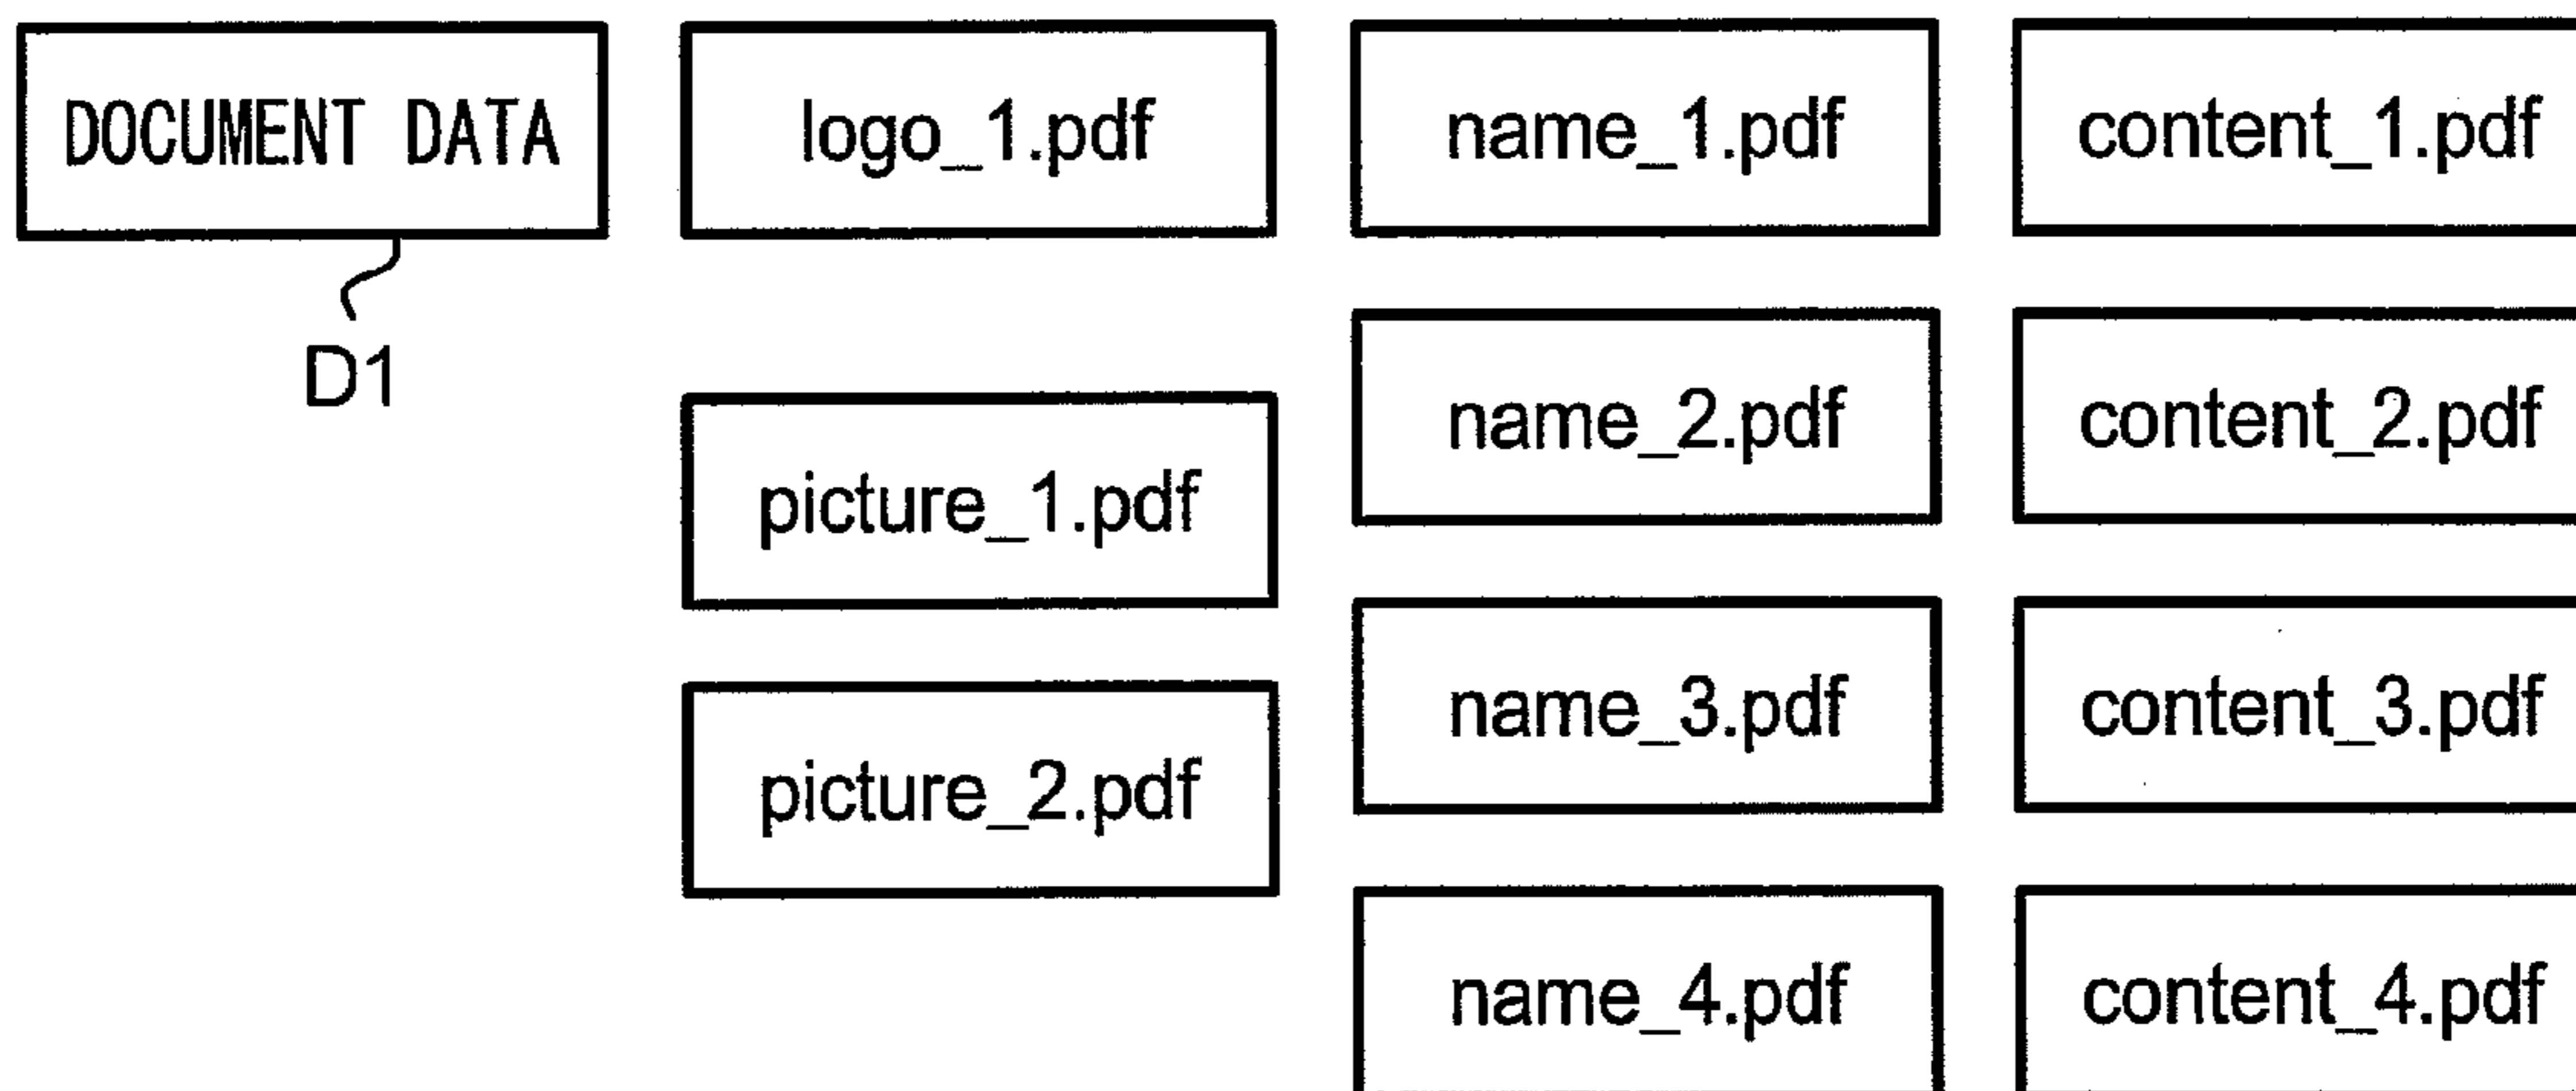 DOCUMENT DATA
D1
logo_1.pdf
picture_1.pdf
picture_2.pdf
name_1.pdf
name_2.pdf
name_3.pdf
name_4.pdf
content_1.pdf
content_2.pdf
content_3.pdf
content_4.pdf